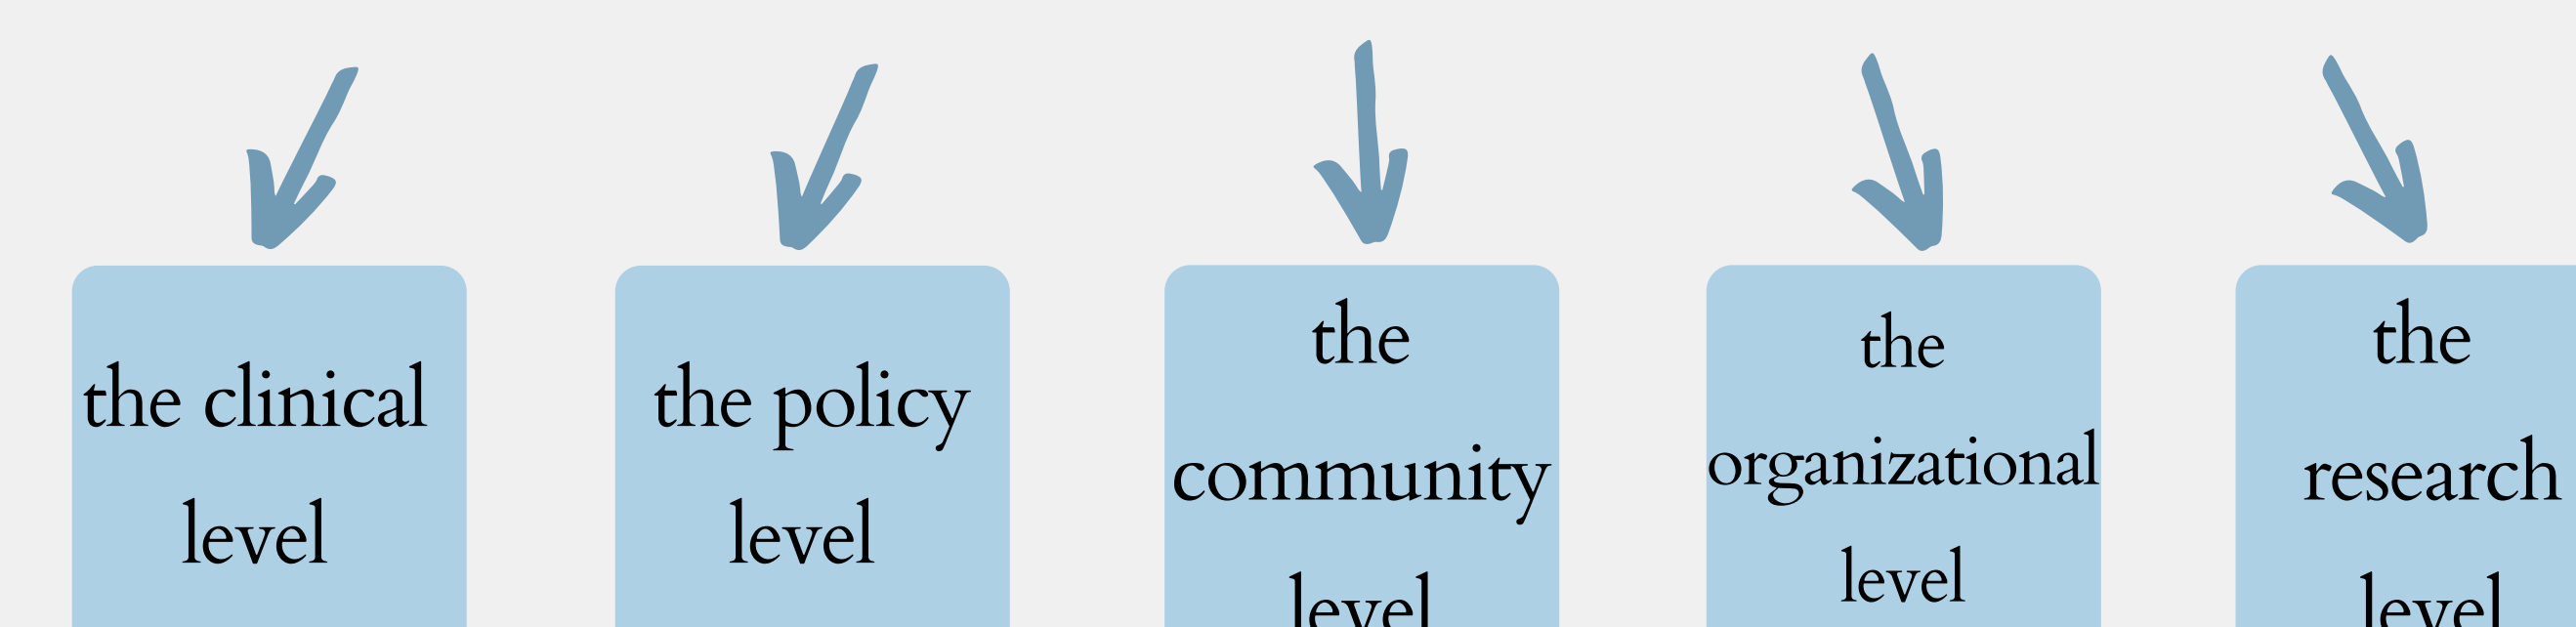 the clinical
level
the policy
level
the
community
level
the
organizational
level
the
research
level